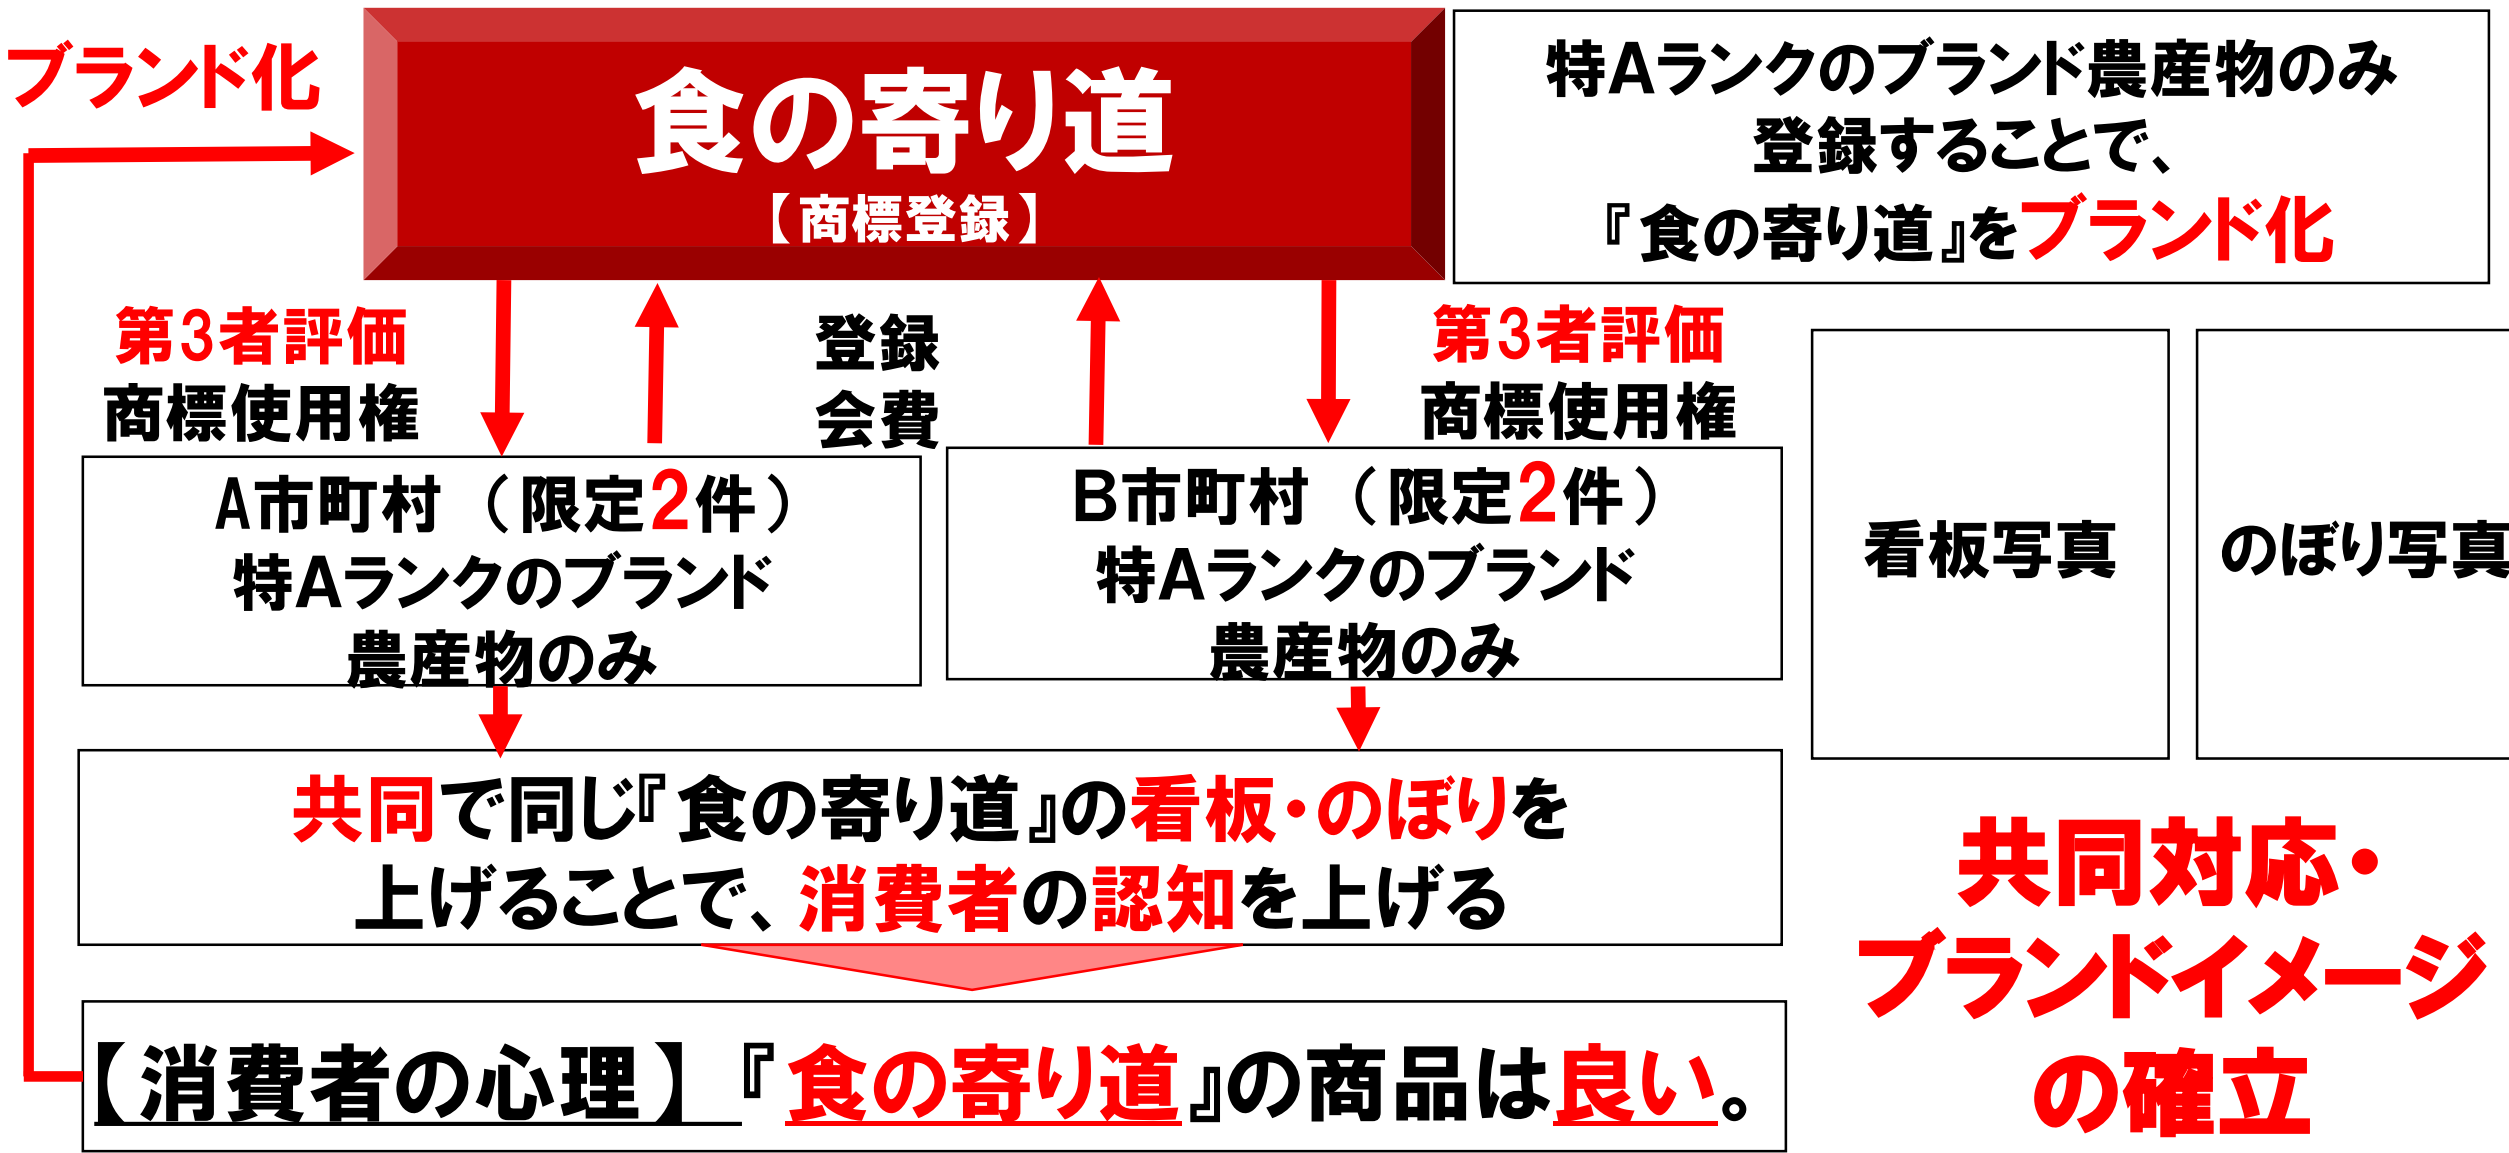 ブランド化
食の寄り道
【商標登録】
特Aランクのブランド農産物のみ
登録することで、
『食の寄り道』をブランド化
第3者評価
商標使用権
登録
会費
第3者評価
商標使用権
A市町村 （限定2件）
特Aランクのブランド
農産物のみ
B市町村 （限定2件）
特Aランクのブランド
農産物のみ
看板写真
のぼり写真
共同で同じ『食の寄り道』の看板・のぼりを
上げることで、消費者の認知を上げる
共同対応・
ブランドイメージ
の確立
【消費者の心理】『食の寄り道』の商品は良い。